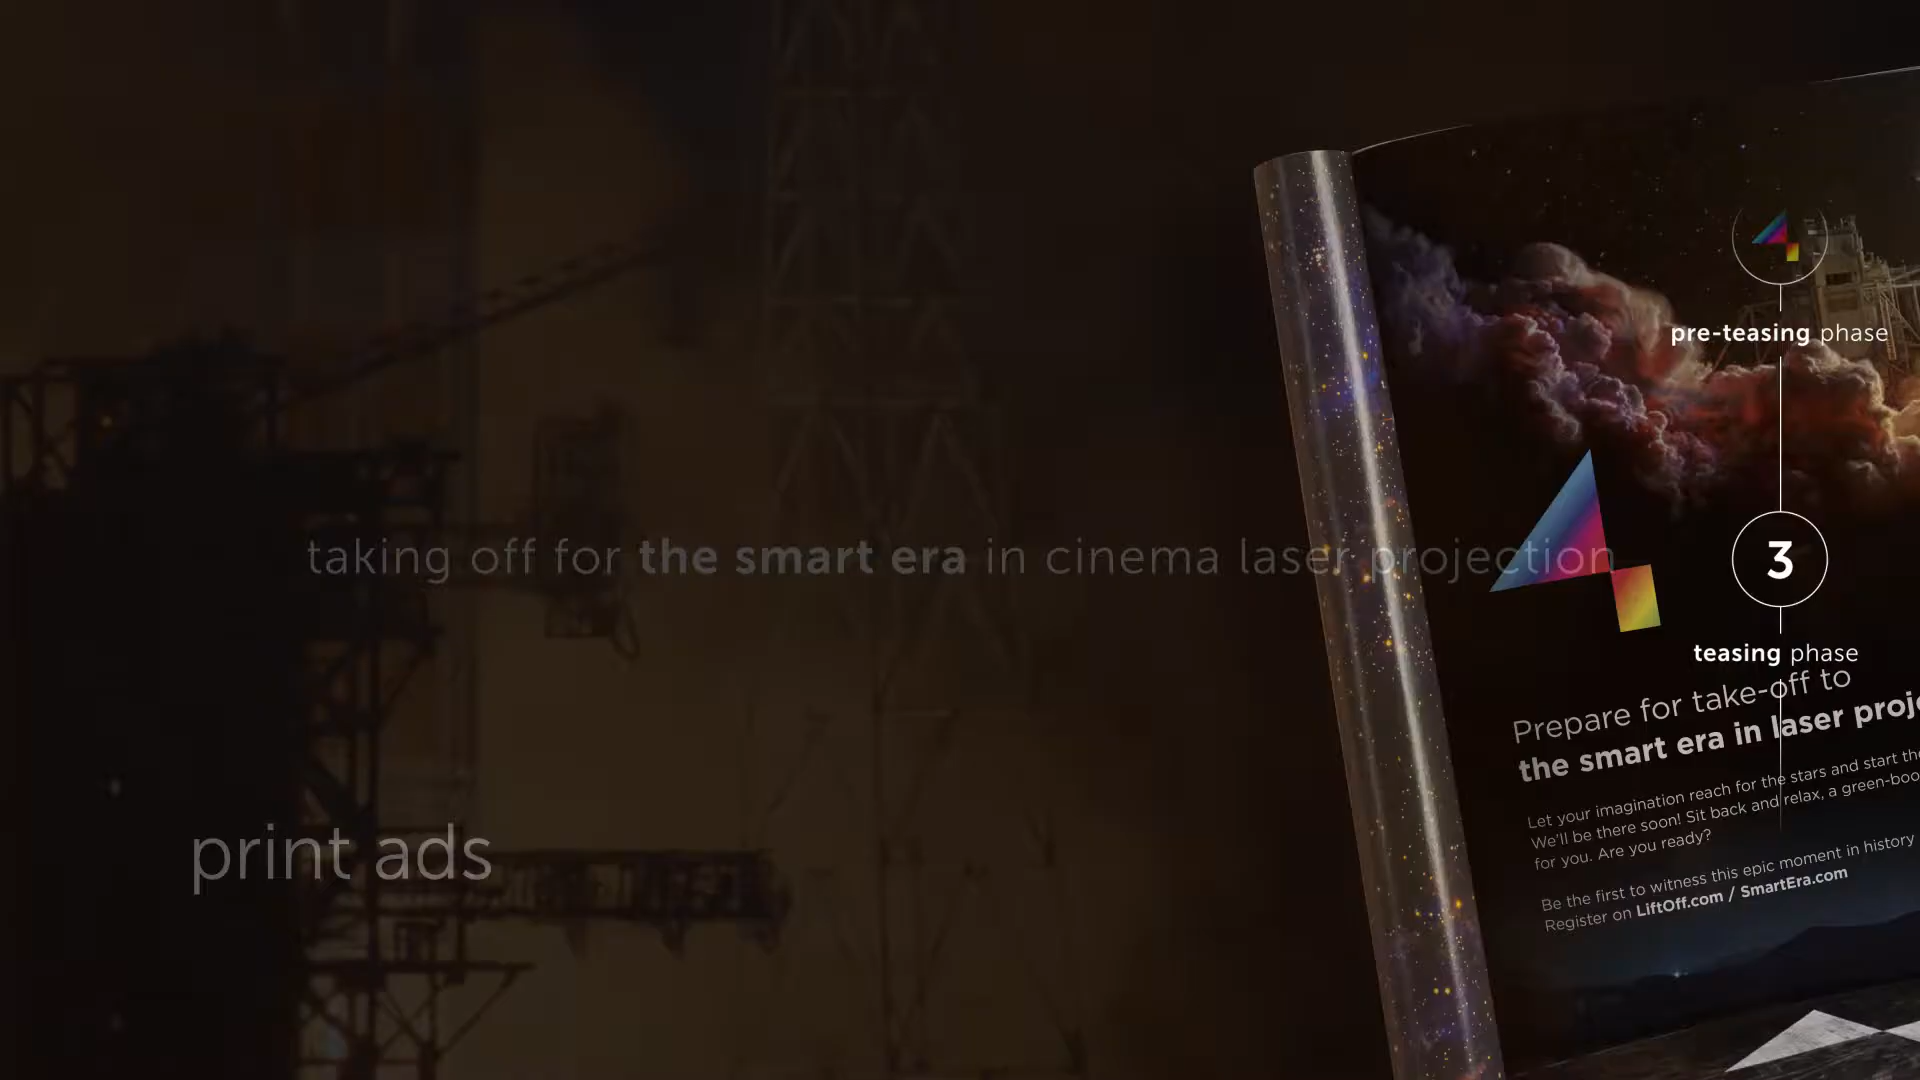 pre-teasing phase
taking off for the smart era in cinema laser projection
3
teasing phase
Prepare for take-off to
the smart era in laser
Let your imagination reach for the stars and start
We'll be there soon! Sit back and relax, a
for you. Are you ready?
Be the first to witness this epic moment in history
Register on LiftOff.com / SmartEra.com
print ads